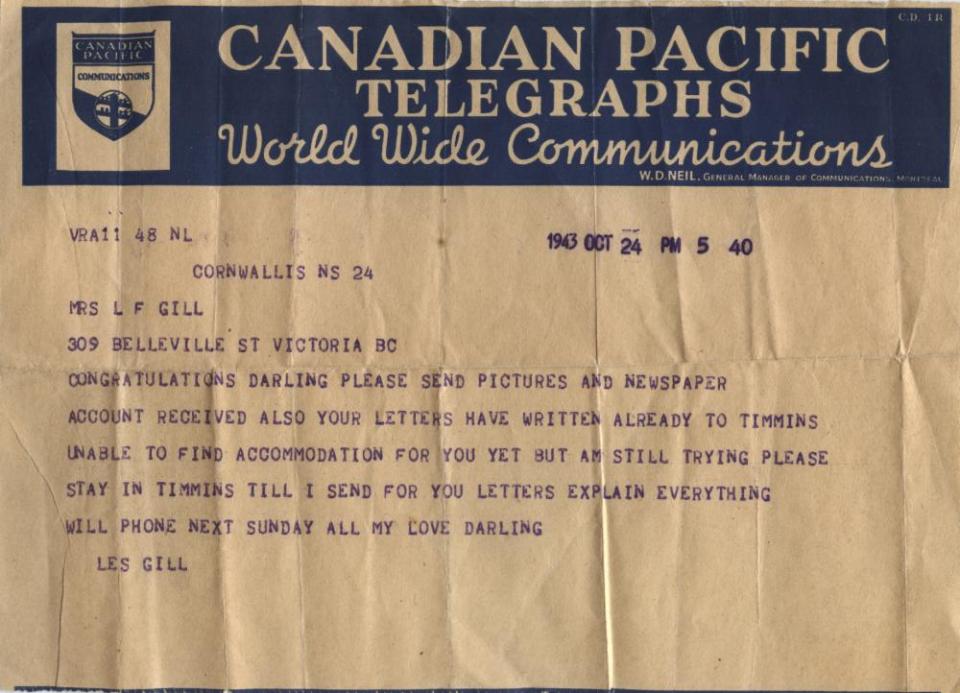 C.D. 1R
CANADIAN PACIFIC
COMMUNICATIONS
CANADIAN PACIFIC
TELEGRAPHS
World Wide Communications
W.D. NEIL, GENERAL MANAGER OF COMMUNICATIONS, MONTREAL
VRA11 48 NL
1943 OCT 24 PM 5 40
CORNWALLIS NS 24
MRS L F GILL
309 BELLEVILLE ST VICTORIA BC
CONGRATULATIONS DARLING PLEASE SEND PICTURES AND NEWSPAPER
ACCOUNT RECEIVED ALSO YOUR LETTERS HAVE WRITTEN ALREADY TO TIMMINS
UNABLE TO FIND ACCOMMODATION FOR YOU YET BUT AM STILL TRYING PLEASE
STAY IN TIMMINS TILL I SEND FOR YOU LETTERS EXPLAIN EVERYTHING
WILL PHONE NEXT SUNDAY ALL MY LOVE DARLING
LES GILL